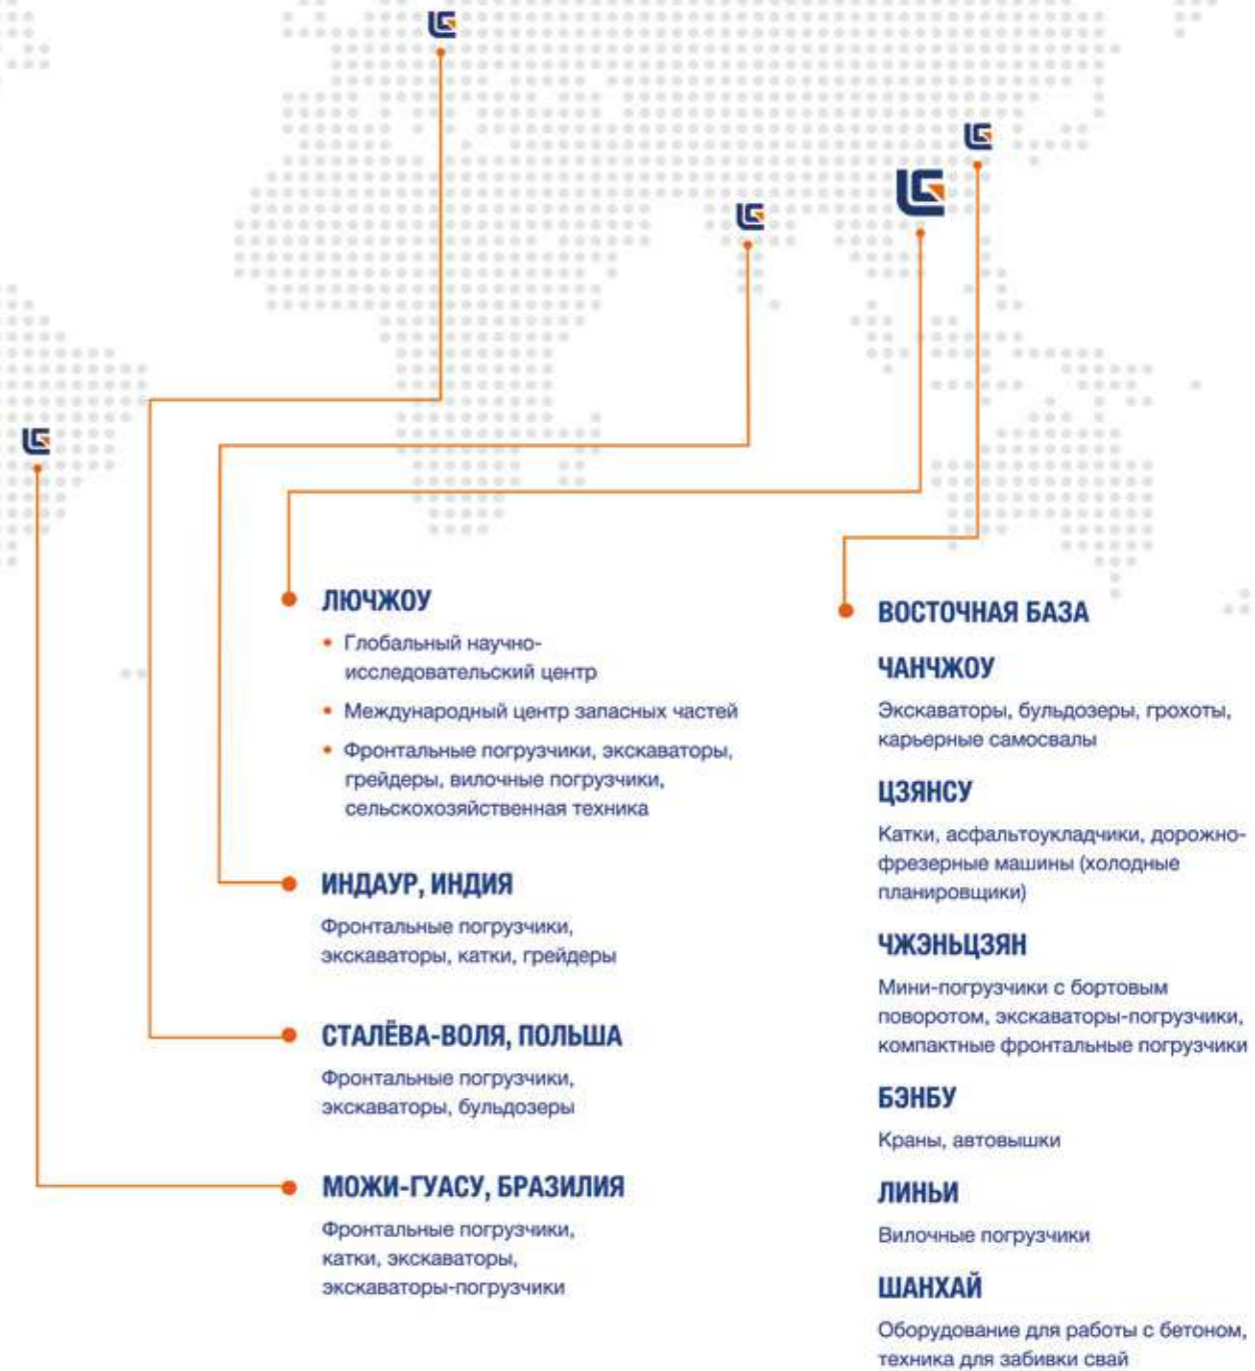 ЛЮЧЖОУ
• Глобальный научно-
исследовательский центр
• Международный центр запасных частей
• Фронтальные погрузчики, экскаваторы,
грейдеры, вилочные погрузчики,
сельскохозяйственная техника
ИНДАУР, ИНДИЯ
Фронтальные погрузчики,
экскаваторы, катки, грейдеры
СТАЛЁВА-ВОЛЯ, ПОЛЬША
Фронтальные погрузчики,
экскаваторы, бульдозеры
МОЖИ-ГУАСУ, БРАЗИЛИЯ
Фронтальные погрузчики,
катки, экскаваторы,
экскаваторы-погрузчики
ВОСТОЧНАЯ БАЗА
ЧАНЧЖОУ
Экскаваторы, бульдозеры, грохоты,
карьерные самосвалы
ЦЗЯНСУ
Катки, асфальтоукладчики, дорожно-
фрезерные машины (холодные
планировщики)
ЧЖЭНЬЦЗЯН
Мини-погрузчики с бортовым
поворотом, экскаваторы-погрузчики,
компактные фронтальные погрузчики
БЭНБУ
Краны, автовышки
ЛИНЬИ
Вилочные погрузчики
ШАНХАЙ
Оборудование для работы с бетоном,
техника для забивки свай